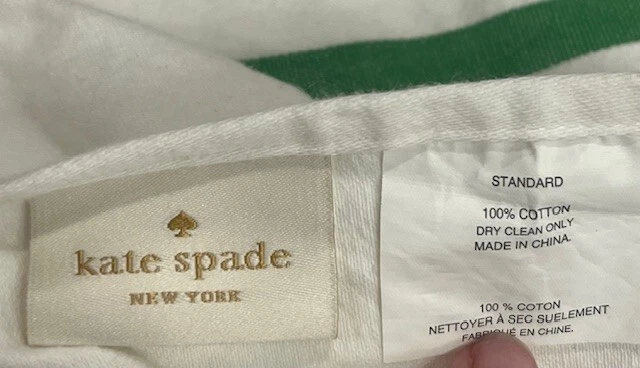 kate spade
NEW YORK
STANDARD
100% COTTON
DRY CLEAN ONLY
MADE IN CHINA.
100 % COTON
NETTOYER À SEC SUELEMENT
FABRIQUÉ EN CHINE.